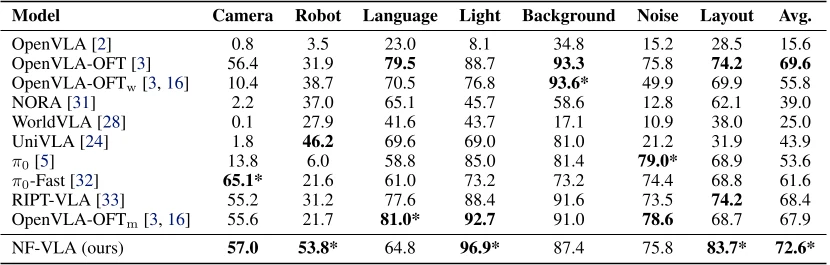 Model Camera Robot Language Light Background Noise Layout Avg.
OpenVLA [2] 0.8 3.5 23.0 8.1 34.8 15.2 28.5 15.6
OpenVLA-OFT [3] 56.4 31.9 79.5 88.7 93.3 75.8 74.2 69.6
OpenVLA-OFTw [3, 16] 10.4 38.7 70.5 76.8 93.6* 49.9 69.9 55.8
NORA [31] 2.2 37.0 65.1 45.7 58.6 12.8 62.1 39.0
WorldVLA [28] 0.1 27.9 41.6 43.7 17.1 10.9 38.0 25.0
UniVLA [24] 1.8 46.2 69.6 69.0 81.0 21.2 31.9 43.9
π0 [5] 13.8 6.0 58.8 85.0 81.4 79.0* 68.9 53.6
π0-Fast [32] 65.1* 21.6 61.0 73.2 73.2 74.4 68.8 61.6
RIPT-VLA [33] 55.2 31.2 77.6 88.4 91.6 73.5 74.2 68.4
OpenVLA-OFTm [3, 16] 55.6 21.7 81.0* 92.7 91.0 78.6 68.7 67.9
NF-VLA (ours) 57.0 53.8* 64.8 96.9* 87.4 75.8 83.7* 72.6*